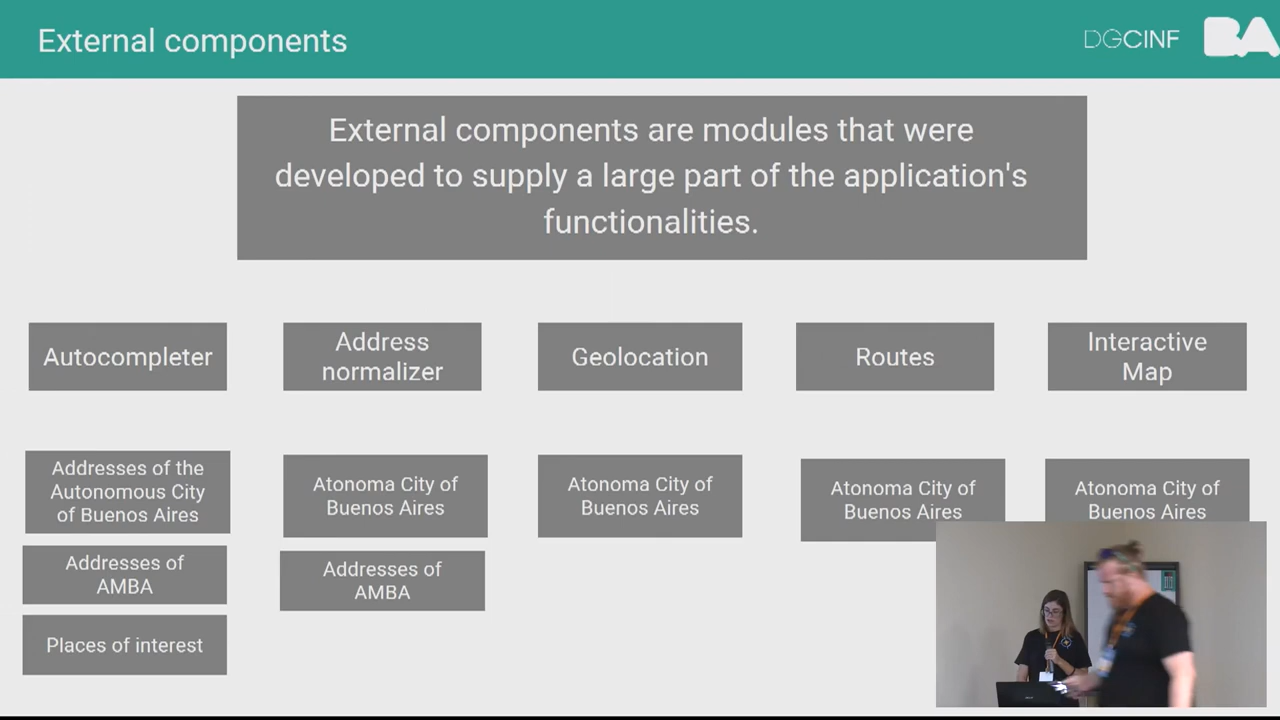 External components
DGCINF
BA
External components are modules that were
developed to supply a large part of the application's
functionalities.
Autocompleter
Address
normalizer
Geolocation
Routes
Interactive
Map
Addresses of the
Autonomous City
of Buenos Aires
Atonoma City of
Buenos Aires
Atonoma City of
Buenos Aires
Atonoma City of
Buenos Aires
Atonoma City of
Buenos Aires
Addresses of
AMBA
Addresses of
AMBA
Places of interest